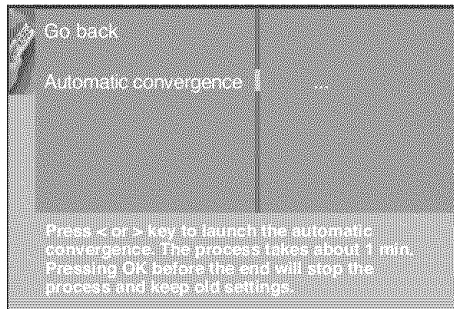 Go back
Automatic convergence ...
Press < or > key to launch the automatic
convergence. The process takes about 1 min.
Pressing OK before the end will stop the
process and keep old settings.